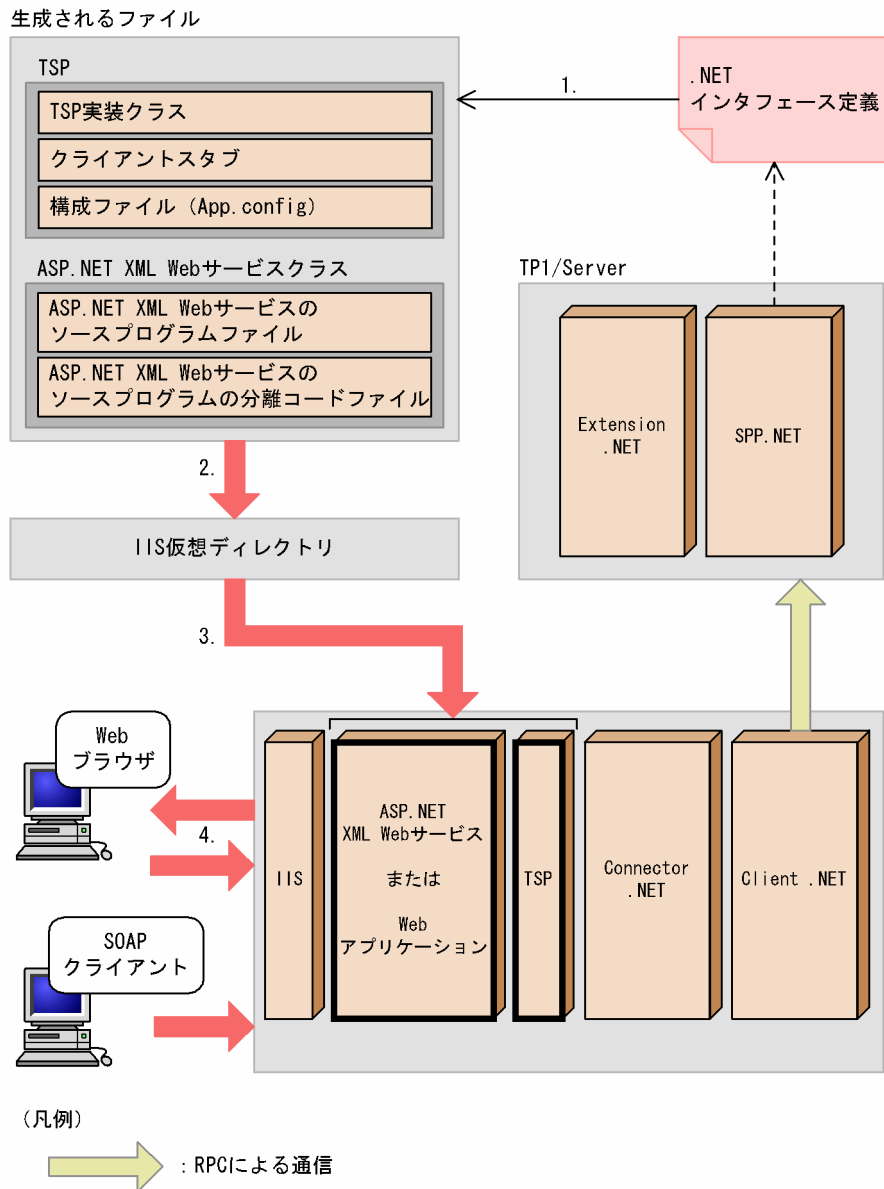 生成されるファイル
TSP
TSP実装クラス
クライアントスタブ
構成ファイル（App.config）
ASP.NET XML Webサービスクラス
ASP.NET XML Webサービスの
ソースプログラムファイル
ASP.NET XML Webサービスの
ソースプログラムの分離コードファイル
1.
.NET
インタフェース定義
TP1/Server
Extension
.NET
SPP.NET
2.
IIS仮想ディレクトリ
3.
Web
ブラウザ
4.
SOAP
クライアント
IIS
ASP.NET
XML Webサービス
または
Web
アプリケーション
TSP
Connector
.NET
Client .NET
（凡例）
：RPCによる通信